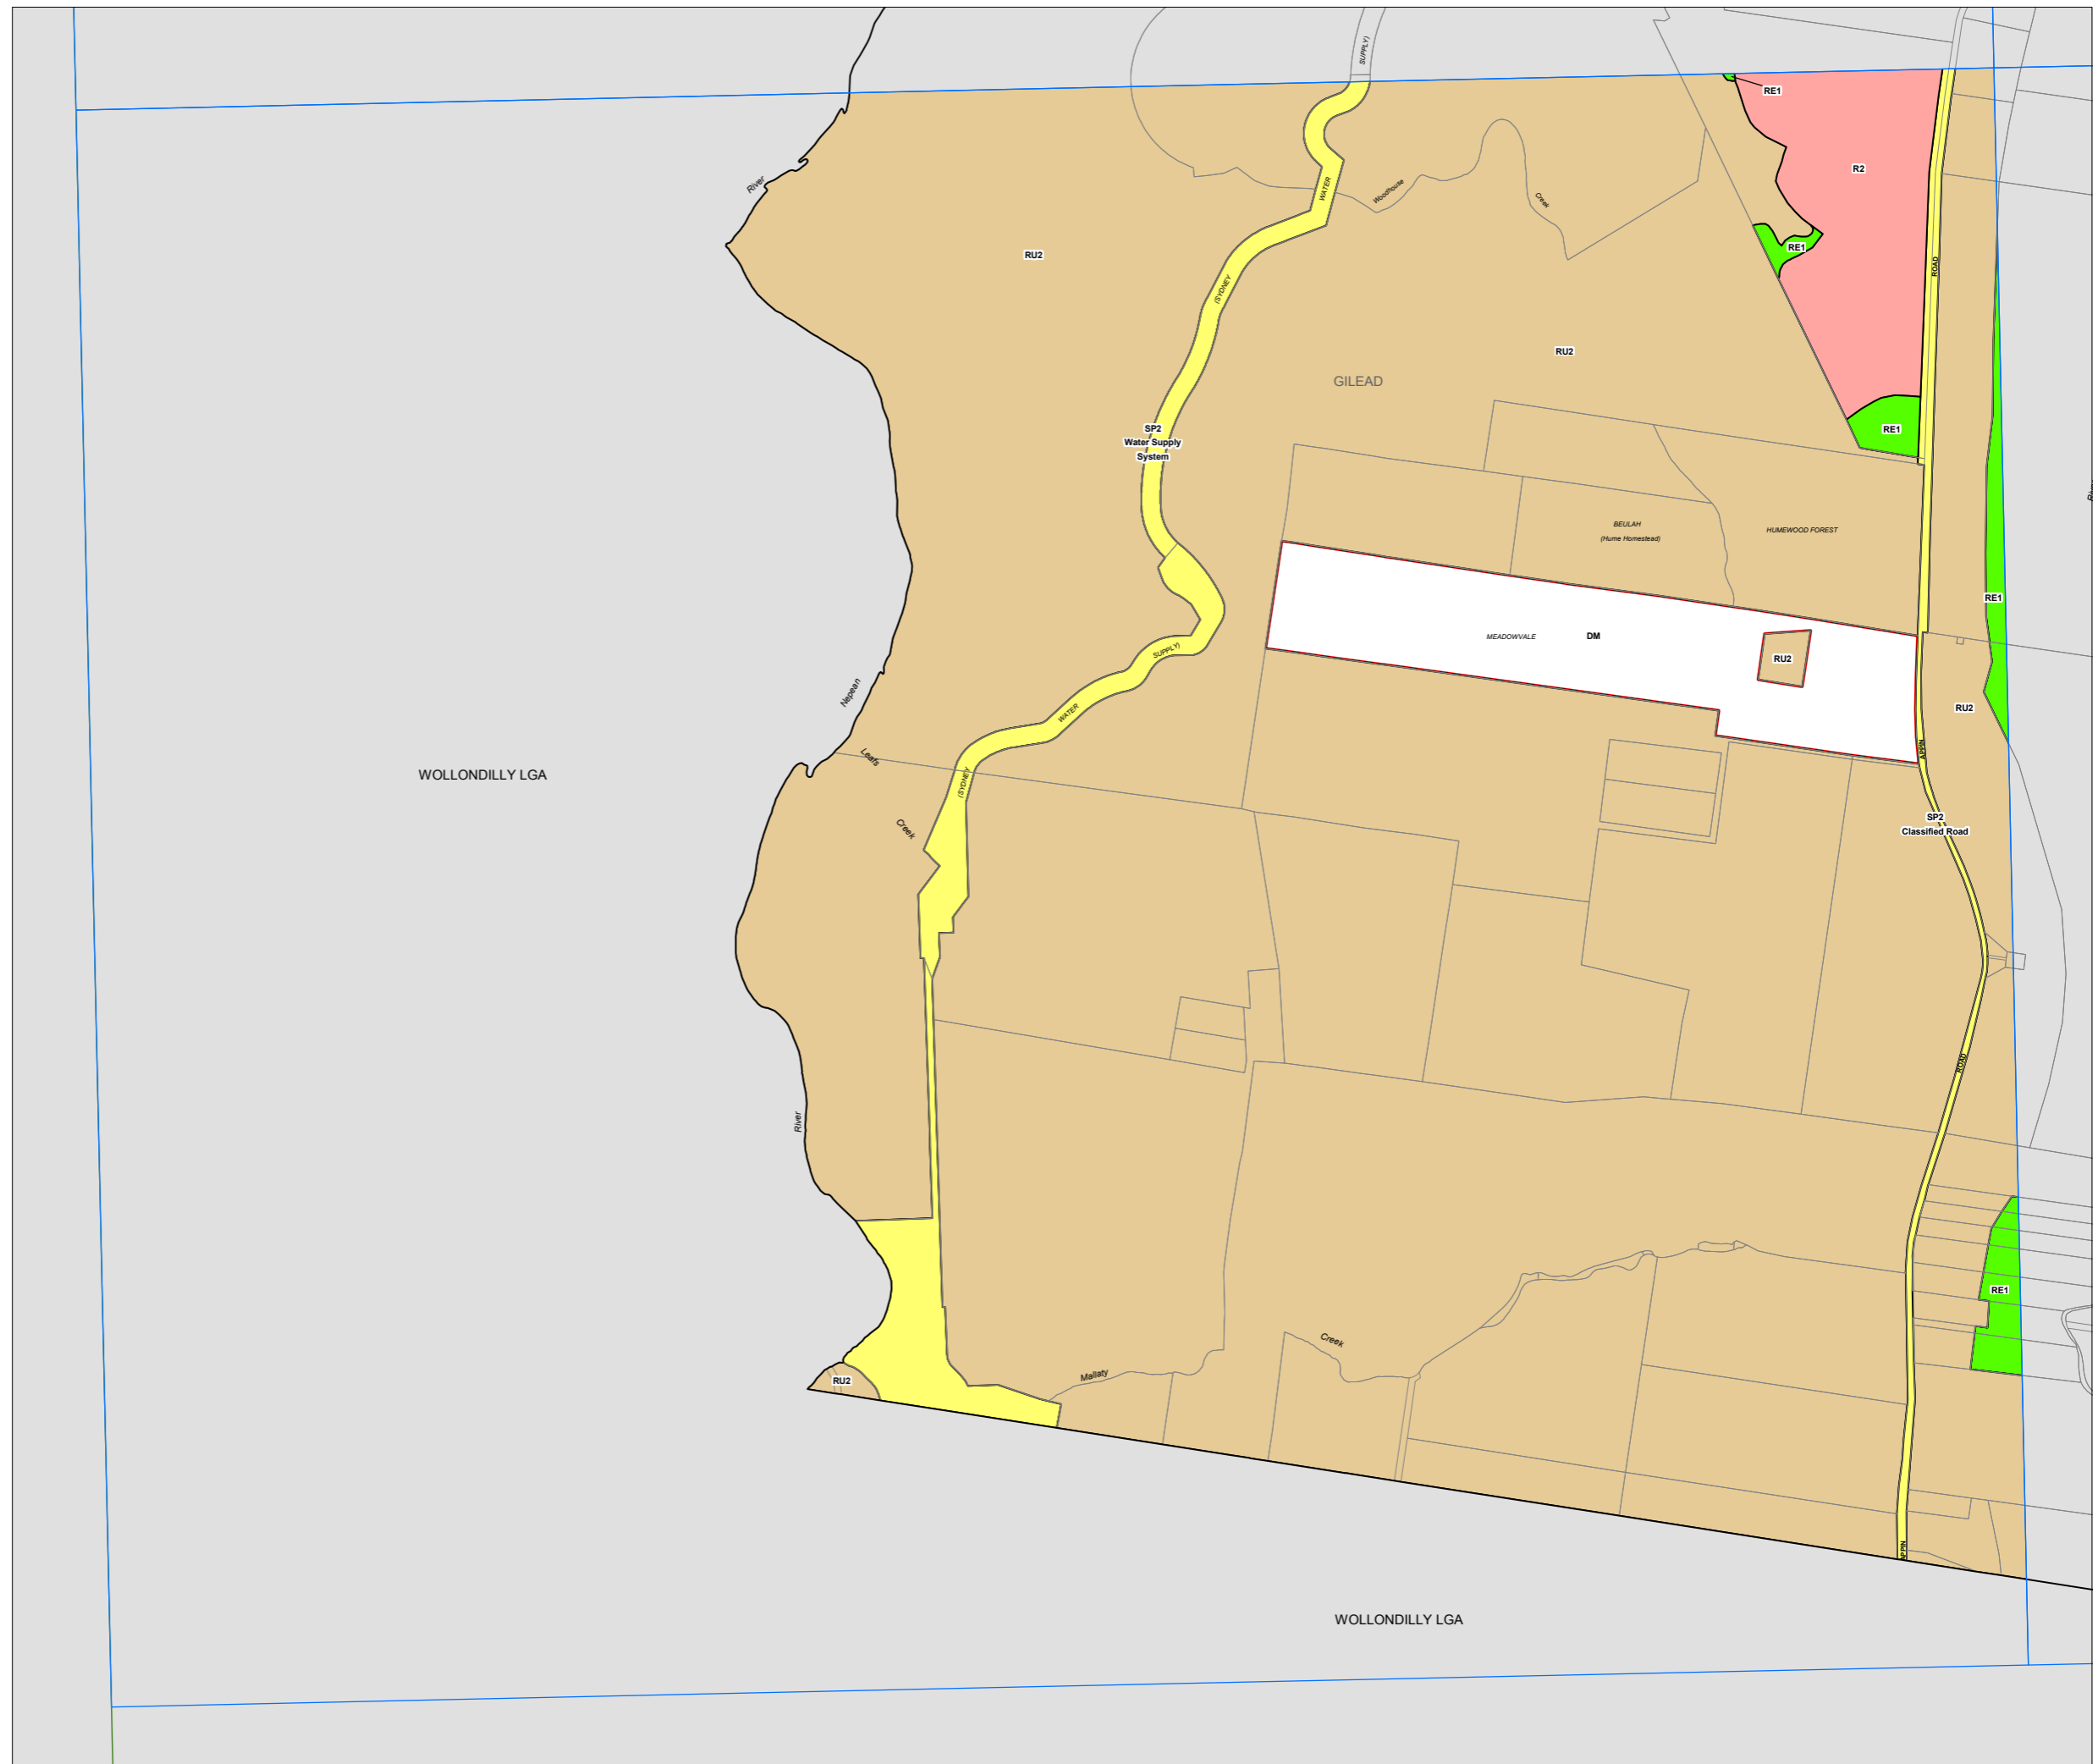 SUPPLY)
RE1
R2
River
WATER
Woodhouse
Creek
RE1
RU2
ROAD
(SYDNEY
RU2
GILEAD
SP2
Water Supply
System
RE1
BEULAH
(Hume Homestead)
HUMEWOOD FOREST
RE1
MEADOWVALE
DM
SUPPLY)
RU2
Nepean
WATER
RU2
APPIN
Leafs
WOLLONDILLY LGA
(SYDNEY
Creek
SP2
Classified Road
ROAD
River
RE1
Creek
Mallaty
RU2
APPIN
WOLLONDILLY LGA